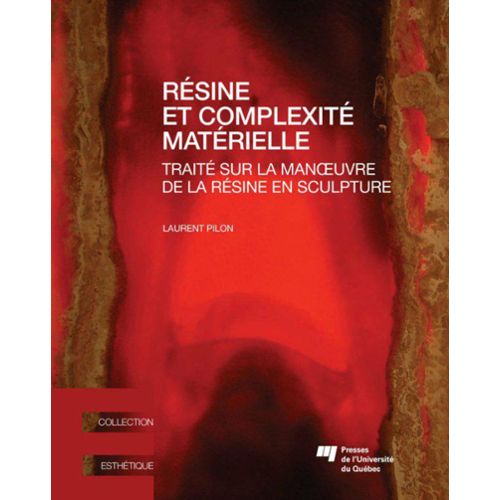 RÉSINE
ET COMPLEXITÉ
MATÉRIELLE
TRAITÉ SUR LA MANŒUVRE
DE LA RÉSINE EN SCULPTURE
LAURENT PILON
COLLECTION
ESTHÉTIQUE
Presses
de l'Université
du Québec